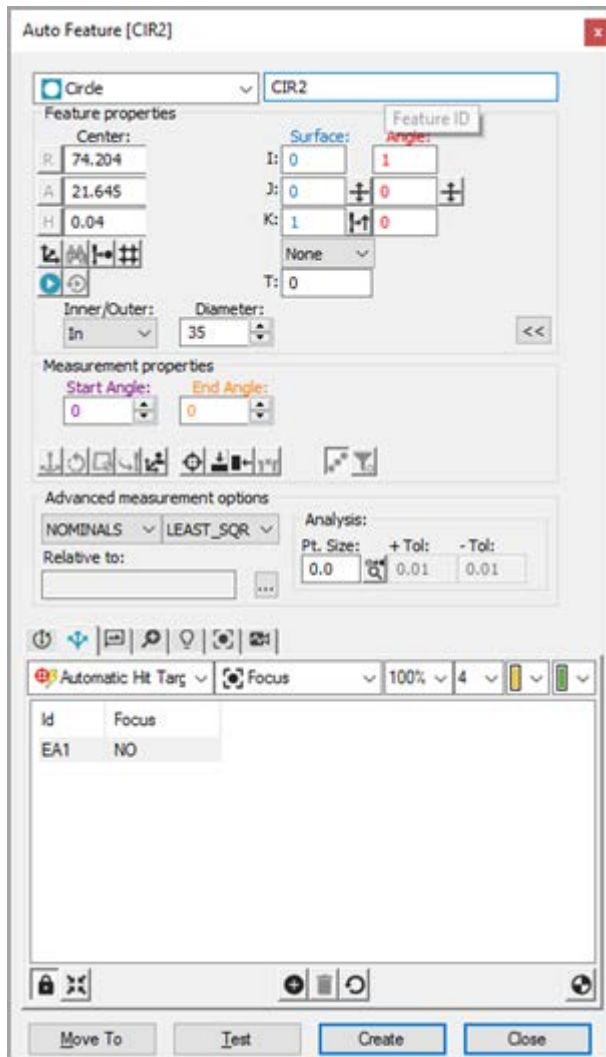 Auto Feature [CIR2]
x
Circle CIR2
Feature properties
Feature ID
Center: Surface: Angle:
R 74.204 I: 0 1
A 21.645 J: 0 0
H 0.04 K: 1 0
None
T: 0
Inner/Outer: Diameter:
In 35 <<
Measurement properties
Start Angle: End Angle:
0 0
Advanced measurement options
NOMINALS LEAST_SQR
Analysis:
Pt. Size: + Tol: - Tol:
Relative to:
0.0 0.01 0.01
...
Automatic Hit Targ Focus 100% 4
Id Focus
EA1 NO
Move To Test Create Close